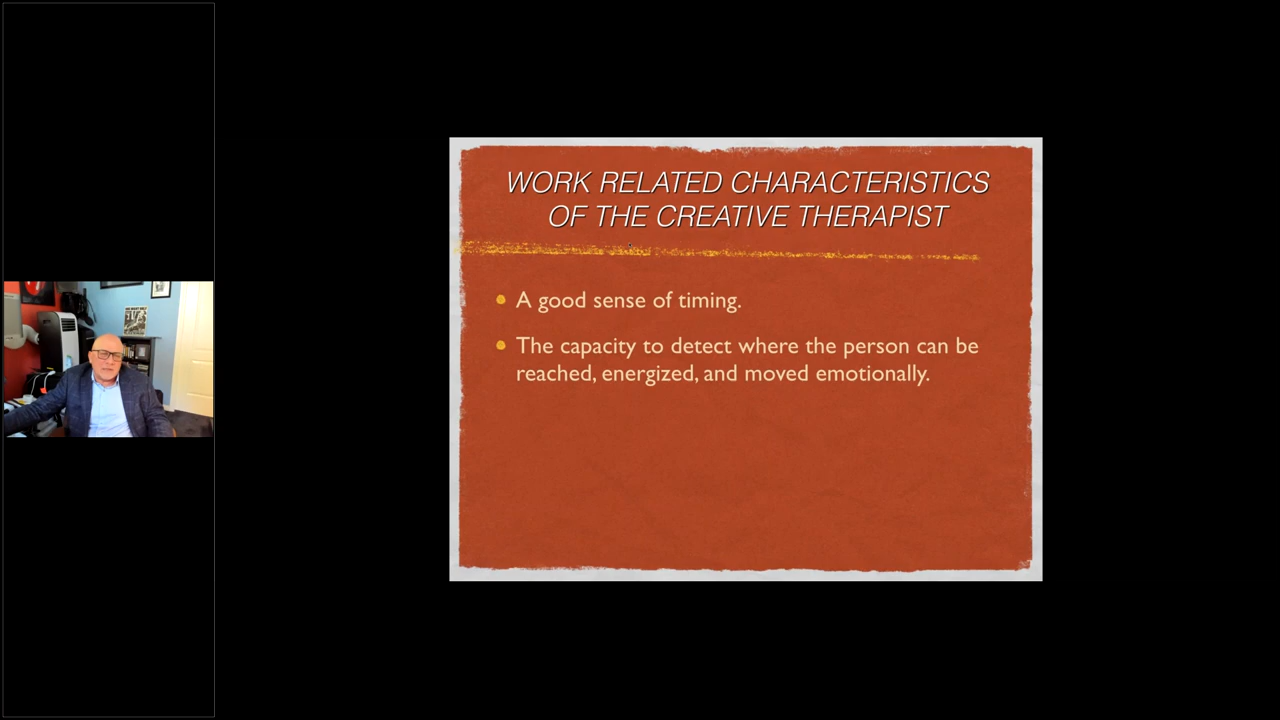 WORK RELATED CHARACTERISTICS
OF THE CREATIVE THERAPIST
A good sense of timing.
The capacity to detect where the person can be
reached, energized, and moved emotionally.